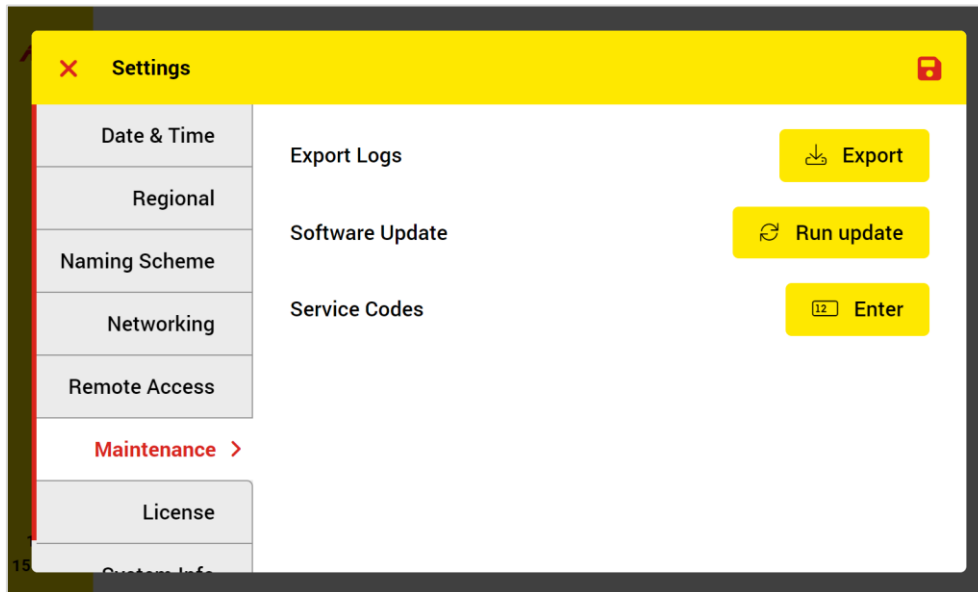 Settings
Date & Time
Regional
Naming Scheme
Networking
Remote Access
Maintenance
License
Export Logs
Export
Software Update
Run update
Service Codes
12
Enter
15